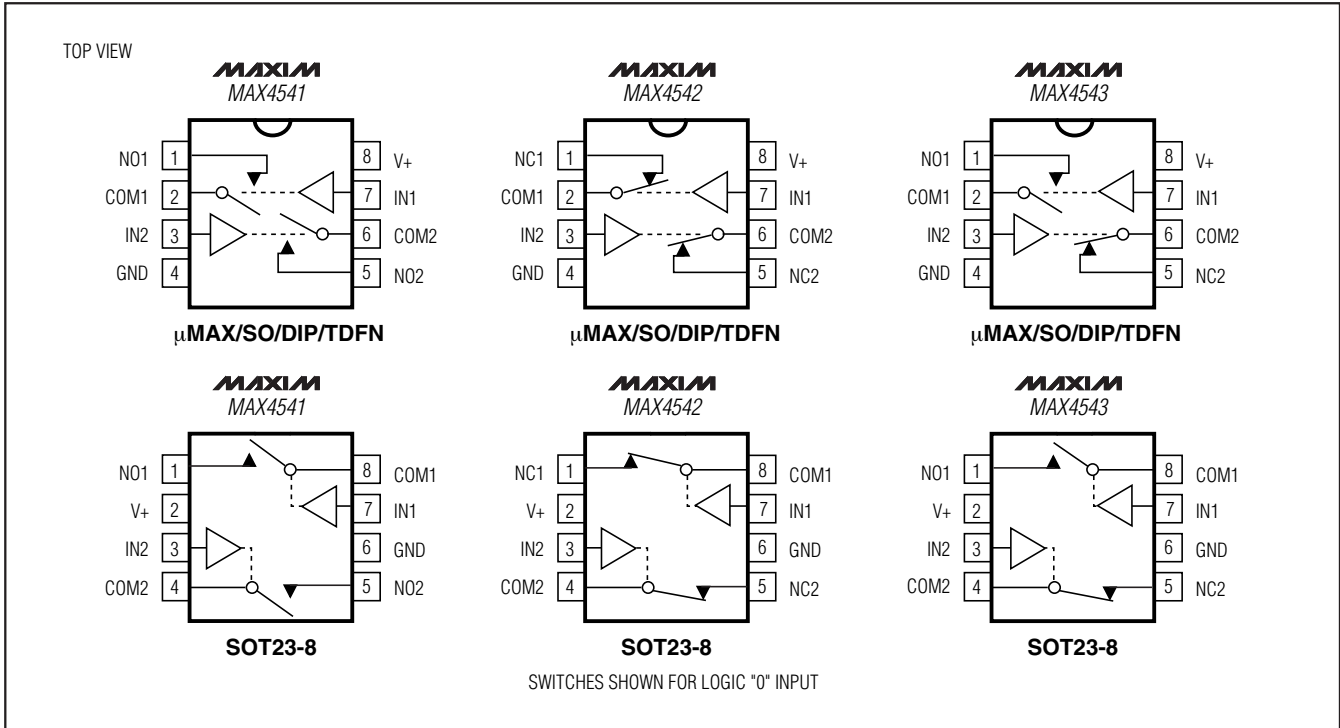 TOP VIEW
MAXIM
MAX4541
NO1 1
COM1 2
IN2 3
GND 4
8 V+
7 IN1
6 COM2
5 NO2
μMAX/SO/DIP/TDFN
MAXIM
MAX4542
NC1 1
COM1 2
IN2 3
GND 4
8 V+
7 IN1
6 COM2
5 NC2
μMAX/SO/DIP/TDFN
MAXIM
MAX4543
NO1 1
COM1 2
IN2 3
GND 4
8 V+
7 IN1
6 COM2
5 NC2
μMAX/SO/DIP/TDFN
MAXIM
MAX4541
NO1 1
V+ 2
IN2 3
COM2 4
8 COM1
7 IN1
6 GND
5 NO2
SOT23-8
MAXIM
MAX4542
NC1 1
V+ 2
IN2 3
COM2 4
8 COM1
7 IN1
6 GND
5 NC2
SOT23-8
MAXIM
MAX4543
NO1 1
V+ 2
IN2 3
COM2 4
8 COM1
7 IN1
6 GND
5 NC2
SOT23-8
SWITCHES SHOWN FOR LOGIC "0" INPUT